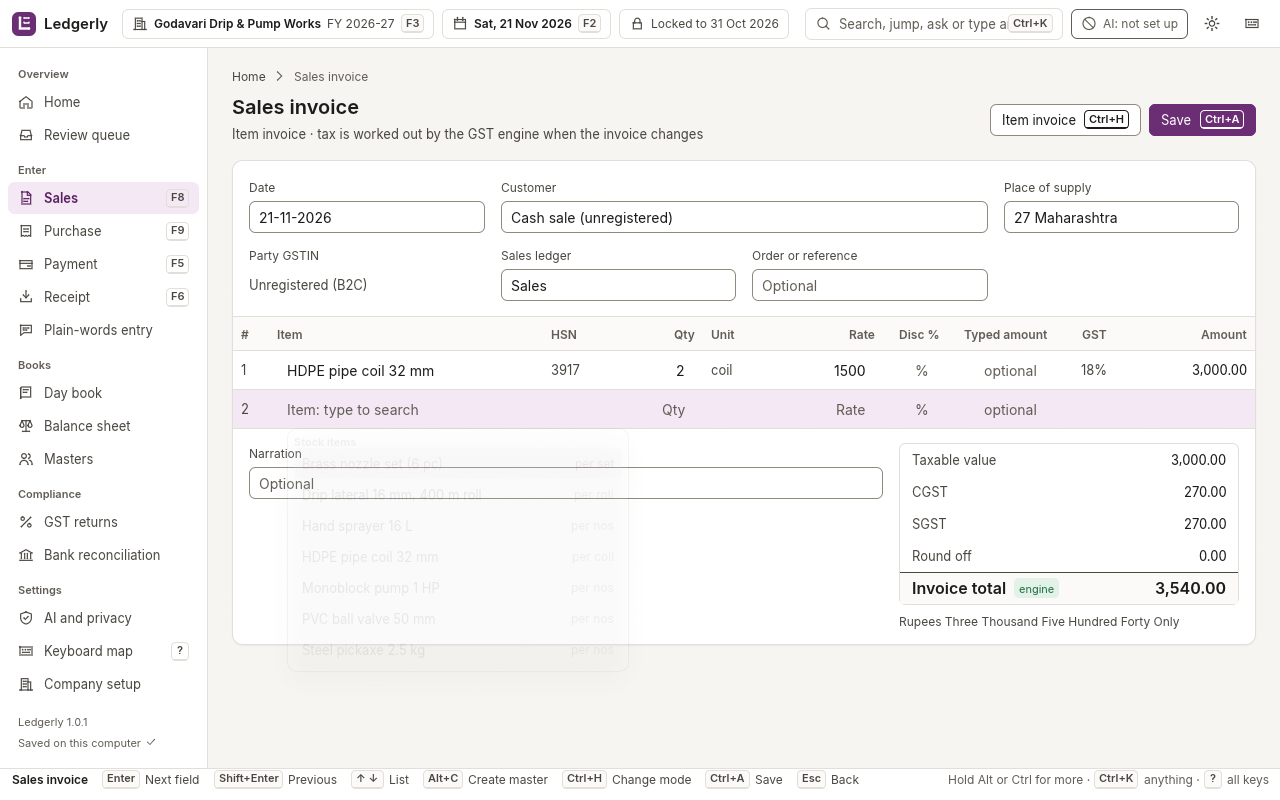 Ledgerly
Godavari Drip & Pump Works FY 2026-27 F3
Sat, 21 Nov 2026 F2
Locked to 31 Oct 2026
Search, jump, ask or type a Ctrl+K
AI: not set up
Overview
Home
Review queue
Enter
Sales F8
Purchase F9
Payment F5
Receipt F6
Plain-words entry
Books
Day book
Balance sheet
Masters
Compliance
GST returns
Bank reconciliation
Settings
AI and privacy
Keyboard map ?
Company setup
Ledgerly 1.0.1
Saved on this computer
Home > Sales invoice
Sales invoice
Item invoice · tax is worked out by the GST engine when the invoice changes
Item invoice Ctrl+H
Save Ctrl+A
Date
21-11-2026
Customer
Cash sale (unregistered)
Place of supply
27 Maharashtra
Party GSTIN
Unregistered (B2C)
Sales ledger
Sales
Order or reference
Optional
# Item HSN Qty Unit Rate Disc % Typed amount GST Amount
1 HDPE pipe coil 32 mm 3917 2 coil 1500 % optional 18% 3,000.00
2 Item: type to search Qty Rate % optional
Stock items
Brass nozzle set (6 pc) per set
Drip lateral 16 mm, 400 m roll per roll
Hand sprayer 16 L per nos
HDPE pipe coil 32 mm per coil
Monoblock pump 1 HP per nos
PVC ball valve 50 mm per nos
Steel pickaxe 2.5 kg per nos
Narration
Optional
Taxable value 3,000.00
CGST 270.00
SGST 270.00
Round off 0.00
Invoice total engine 3,540.00
Rupees Three Thousand Five Hundred Forty Only
Sales invoice Enter Next field Shift+Enter Previous ↑ ↓ List Alt+C Create master Ctrl+H Change mode Ctrl+A Save Esc Back
Hold Alt or Ctrl for more · Ctrl+K anything · ? all keys